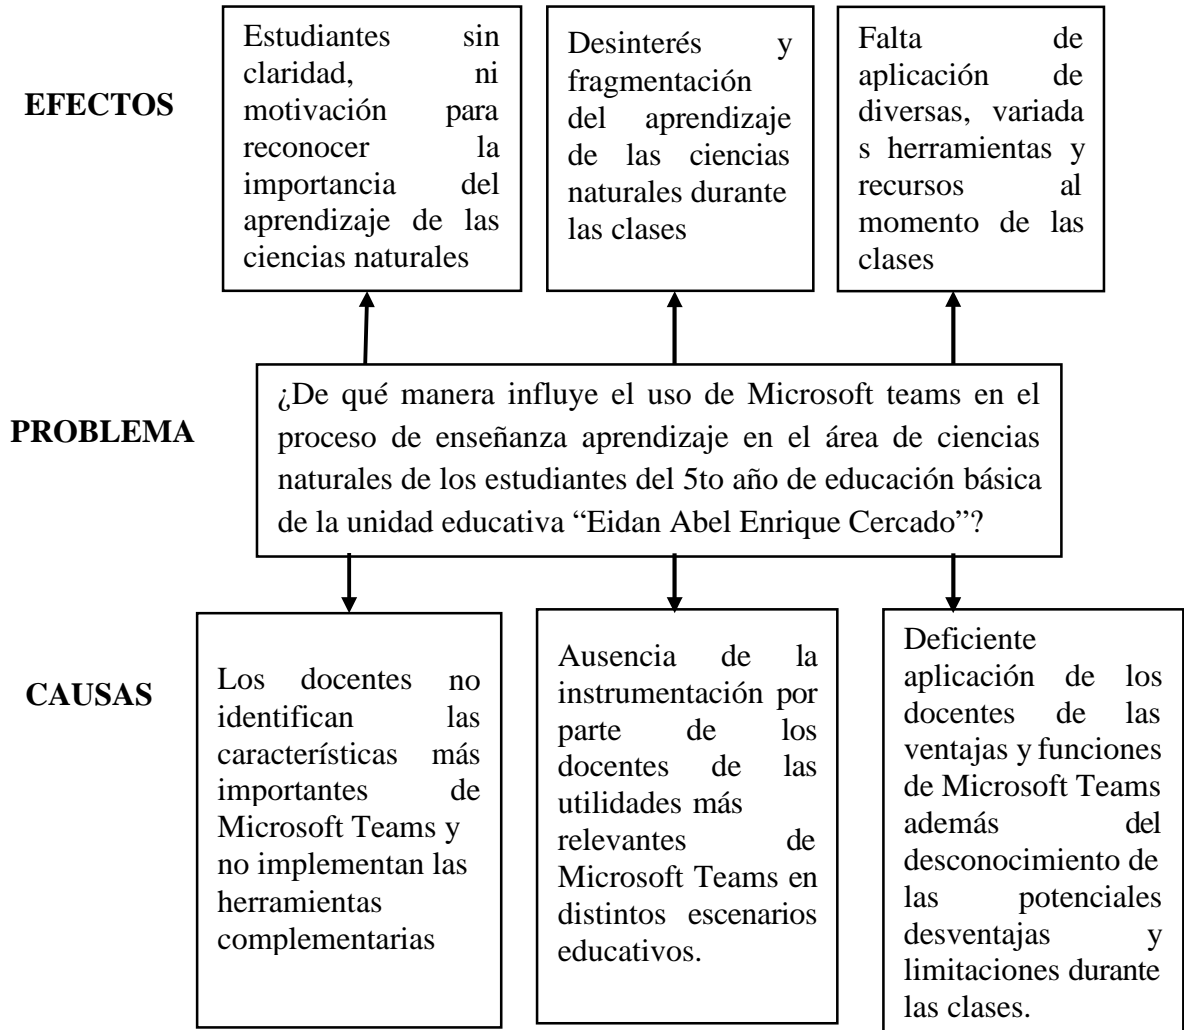 EFECTOS
Estudiantes sin
claridad, ni
motivación para
reconocer la
importancia del
aprendizaje de las
ciencias naturales
Desinterés y
fragmentación
del aprendizaje
de las ciencias
naturales durante
las clases
Falta de
aplicación de
diversas, variada
s herramientas y
recursos al
momento de las
clases
PROBLEMA
¿De qué manera influye el uso de Microsoft teams en el
proceso de enseñanza aprendizaje en el área de ciencias
naturales de los estudiantes del 5to año de educación básica
de la unidad educativa “Eidan Abel Enrique Cercado”?
CAUSAS
Los docentes no
identifican las
características más
importantes de
Microsoft Teams y
no implementan las
herramientas
complementarias
Ausencia de la
instrumentación por
parte de los
docentes de las
utilidades más
relevantes de
Microsoft Teams en
distintos escenarios
educativos.
Deficiente
aplicación de los
docentes de las
ventajas y funciones
de Microsoft Teams
además del
desconocimiento de
las potenciales
desventajas y
limitaciones durante
las clases.